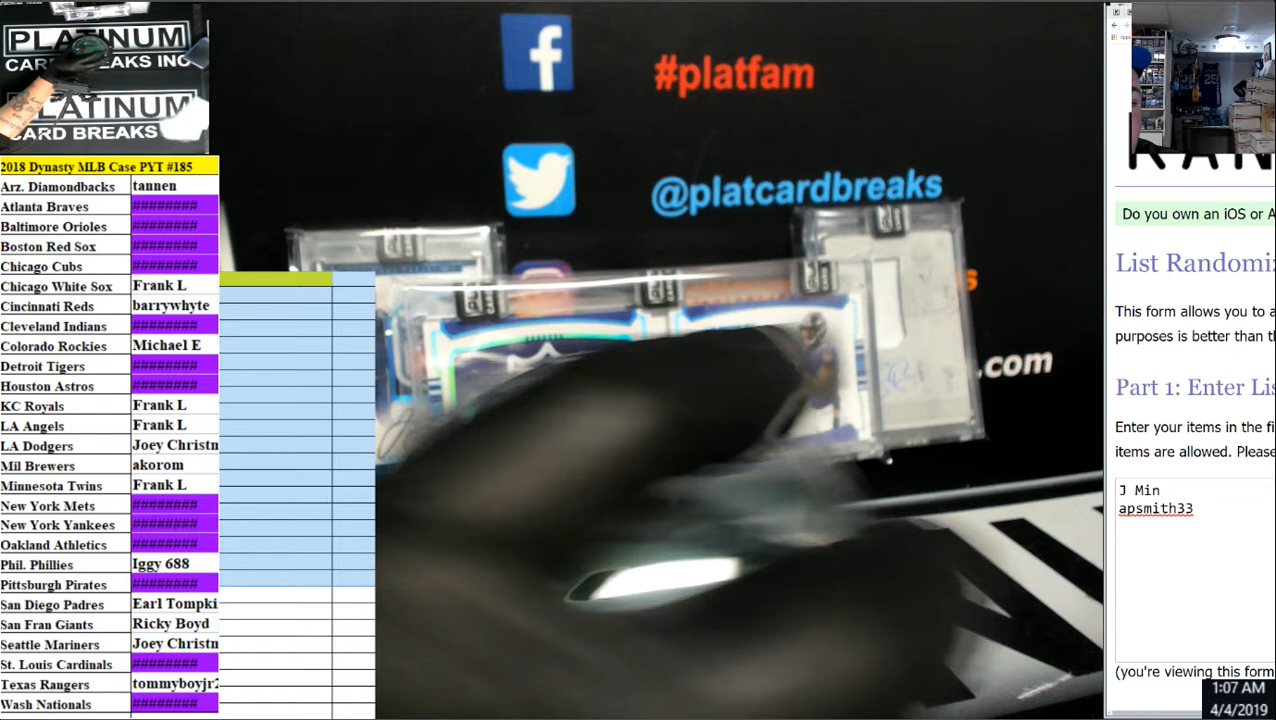 PLATINUM
CARD BREAKS INC
PLATINUM
CARD BREAKS
#platfam
@platcardbreaks
.com
2018 Dynasty MLB Case PYT #185
Arz. Diamondbacks tannen
Atlanta Braves ########
Baltimore Orioles ########
Boston Red Sox ########
Chicago Cubs ########
Chicago White Sox Frank L
Cincinnati Reds barrywhyte
Cleveland Indians ########
Colorado Rockies Michael E
Detroit Tigers ########
Houston Astros ########
KC Royals Frank L
LA Angels Frank L
LA Dodgers Joey Christm
Mil Brewers akorom
Minnesota Twins Frank L
New York Mets ########
New York Yankees ########
Oakland Athletics ########
Phil. Phillies Iggy 688
Pittsburgh Pirates ########
San Diego Padres Earl Tompki
San Fran Giants Ricky Boyd
Seattle Mariners Joey Christm
St. Louis Cardinals ########
Texas Rangers tommyboyjr2
Wash Nationals ########
Do you own an iOS or A
List Randomi
This form allows you to a
purposes is better than t
Part 1: Enter Lis
Enter your items in the fi
items are allowed. Please
J Min
apsmith33
(you're viewing this form
1:07 AM
4/4/2019